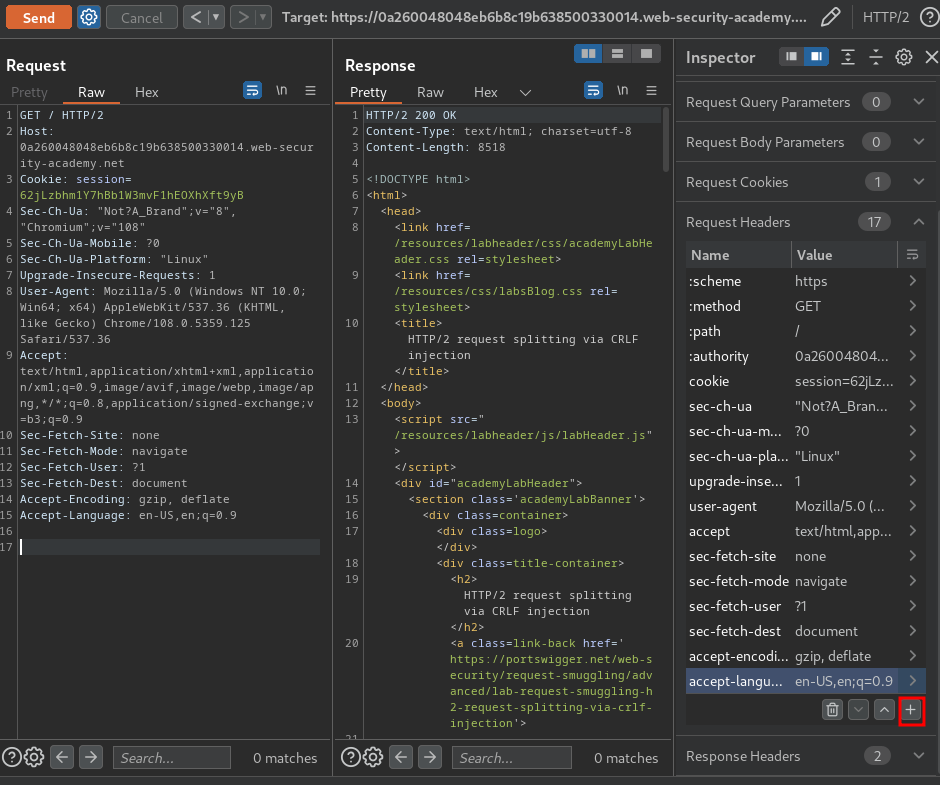 Send
Cancel
Target: https://0a260048048eb6b8c19b638500330014.web-security-academy....
HTTP/2
Request
Pretty Raw Hex
\n
1 GET / HTTP/2
2 Host:
0a260048048eb6b8c19b638500330014.web-secur
ity-academy.net
3 Cookie: session=
62jLzbhm1Y7hBb1W3mvF1hEOXhXft9yB
4 Sec-Ch-Ua: "Not?A_Brand";v="8",
"Chromium";v="108"
5 Sec-Ch-Ua-Mobile: ?0
6 Sec-Ch-Ua-Platform: "Linux"
7 Upgrade-Insecure-Requests: 1
8 User-Agent: Mozilla/5.0 (Windows NT 10.0;
Win64; x64) AppleWebKit/537.36 (KHTML,
like Gecko) Chrome/108.0.5359.125
Safari/537.36
9 Accept:
text/html,application/xhtml+xml,applicatio
n/xml;q=0.9,image/avif,image/webp,image/ap
ng,*/*;q=0.8,application/signed-exchange;v
=b3;q=0.9
10 Sec-Fetch-Site: none
11 Sec-Fetch-Mode: navigate
12 Sec-Fetch-User: ?1
13 Sec-Fetch-Dest: document
14 Accept-Encoding: gzip, deflate
15 Accept-Language: en-US,en;q=0.9
16
17
Search...
0 matches
Response
Pretty Raw Hex
\n
1 HTTP/2 200 OK
2 Content-Type: text/html; charset=utf-8
3 Content-Length: 8518
4
5 <!DOCTYPE html>
6 <html>
7 <head>
8 <link href=
/resources/labheader/css/academyLabHe
ader.css rel=stylesheet>
9 <link href=
/resources/css/labsBlog.css rel=
stylesheet>
10 <title>
HTTP/2 request splitting via CRLF
injection
</title>
11 </head>
12 <body>
13 <script src="
/resources/labheader/js/labHeader.js"
>
</script>
14 <div id="academyLabHeader">
15 <section class='academyLabBanner'>
16 <div class=container>
17 <div class=logo>
</div>
18 <div class=title-container>
19 <h2>
HTTP/2 request splitting
via CRLF injection
</h2>
20 <a class=link-back href='
https://portswigger.net/web-s
ecurity/request-smuggling/adv
anced/lab-request-smuggling-h
2-request-splitting-via-crlf-
injection'>
21
Search...
0 matches
Inspector
Request Query Parameters 0
Request Body Parameters 0
Request Cookies 1
Request Headers 17
Name Value
:scheme https
:method GET
:path /
:authority 0a26004804...
cookie session=62jLz...
sec-ch-ua "Not?A_Bran...
sec-ch-ua-m... ?0
sec-ch-ua-pla... "Linux"
upgrade-inse... 1
user-agent Mozilla/5.0 (...
accept text/html,app...
sec-fetch-site none
sec-fetch-mode navigate
sec-fetch-user ?1
sec-fetch-dest document
accept-encodi... gzip, deflate
accept-langu... en-US,en;q=0.9
Response Headers 2